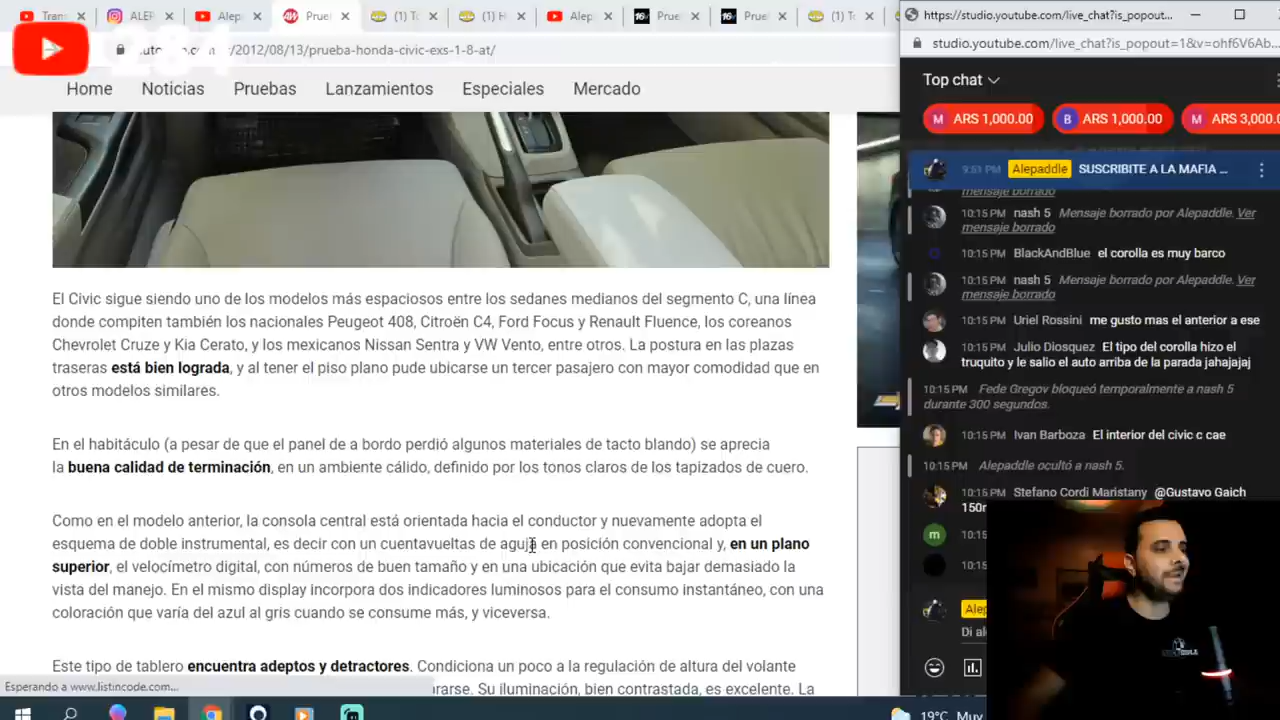 (1) T
(1) H
https://studio.youtube.com/live_chat?is_popout...
/2012/08/13/prueba-honda-civic-exs-1-8-at/
studio.youtube.com/live_chat?is_popout=1&v=ohf6V6Ab...
Home Noticias Pruebas Lanzamientos Especiales Mercado
Top chat
M ARS 1,000.00 B ARS 1,000.00 M ARS 3,000.0
9:51 PM Alepaddle SUSCRIBITE A LA MAFIA ...
mensaje borrado
10:15 PM nash 5 Mensaje borrado por Alepaddle. Ver
mensaje borrado
10:15 PM BlackAndBlue el corolla es muy barco
10:15 PM nash 5 Mensaje borrado por Alepaddle. Ver
mensaje borrado
10:15 PM Uriel Rossini me gusto mas el anterior a ese
10:15 PM Julio Diosquez El tipo del corolla hizo el
truquito y le salio el auto arriba de la parada jahajajaj
10:15 PM Fede Gregov bloqueó temporalmente a nash 5
durante 300 segundos.
10:15 PM Ivan Barboza El interior del civic c cae
10:15 PM Alepaddle ocultó a nash 5.
10:15 PM Stefano Cordi Maristany @Gustavo Gaich
10:15
10:15
El Civic sigue siendo uno de los modelos más espaciosos entre los sedanes medianos del segmento C, una línea
donde compiten también los nacionales Peugeot 408, Citroën C4, Ford Focus y Renault Fluence, los coreanos
Chevrolet Cruze y Kia Cerato, y los mexicanos Nissan Sentra y VW Vento, entre otros. La postura en las plazas
traseras está bien lograda, y al tener el piso plano pude ubicarse un tercer pasajero con mayor comodidad que en
otros modelos similares.
En el habitáculo (a pesar de que el panel de a bordo perdió algunos materiales de tacto blando) se aprecia
la buena calidad de terminación, en un ambiente cálido, definido por los tonos claros de los tapizados de cuero.
Como en el modelo anterior, la consola central está orientada hacia el conductor y nuevamente adopta el
esquema de doble instrumental, es decir con un cuentavueltas de aguja en posición convencional y, en un plano
superior, el velocímetro digital, con números de buen tamaño y en una ubicación que evita bajar demasiado la
vista del manejo. En el mismo display incorpora dos indicadores luminosos para el consumo instantáneo, con una
coloración que varía del azul al gris cuando se consume más, y viceversa.
Este tipo de tablero encuentra adeptos y detractores. Condiciona un poco a la regulación de altura del volante
Su iluminación, bien contrastada, es excelente. La
Esperando a www.listincode.com...
19°C